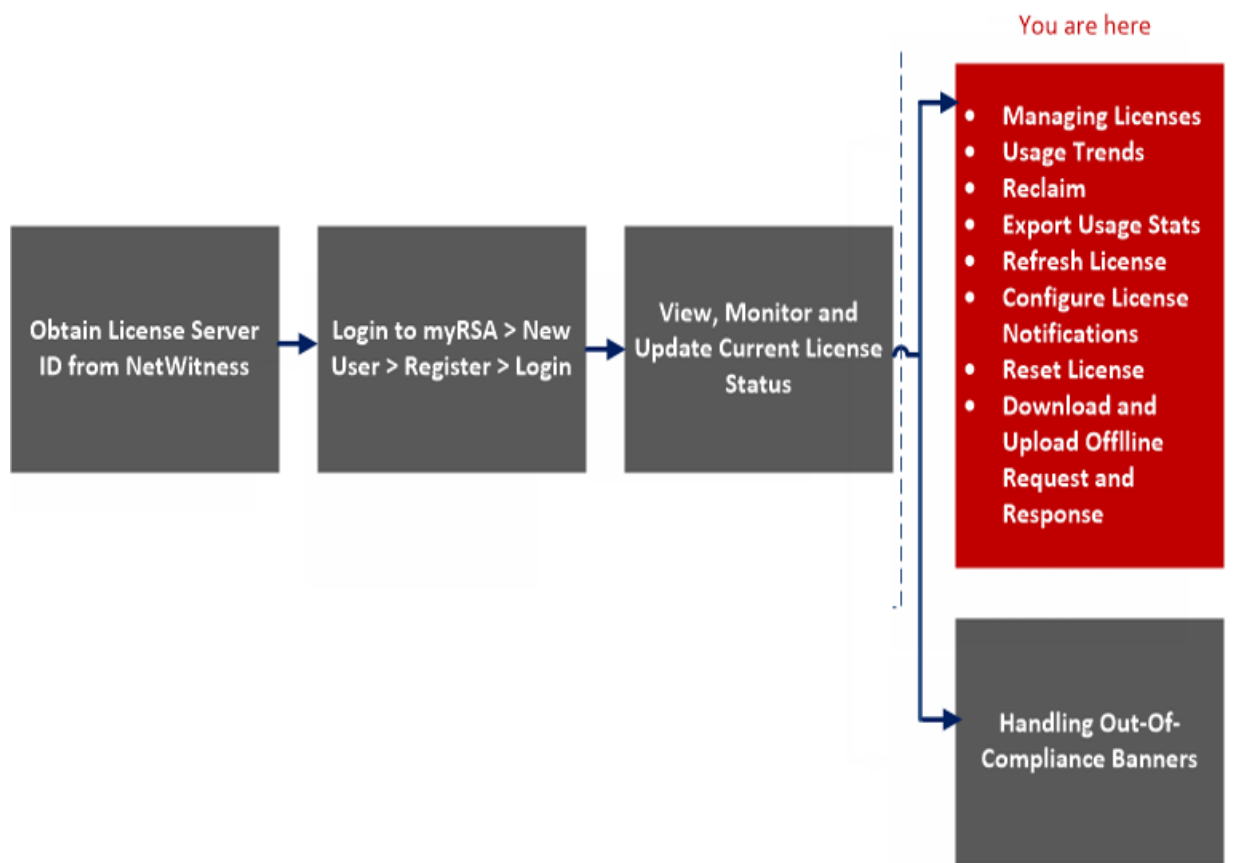 You are here
Obtain License Server
ID from NetWitness
Login to myRSA > New
User > Register > Login
View, Monitor and
Update Current License
Status
• Managing Licenses
• Usage Trends
• Reclaim
• Export Usage Stats
• Refresh License
• Configure License
Notifications
• Reset License
• Download and
Upload Offlline
Request and
Response
Handling Out-Of-
Compliance Banners